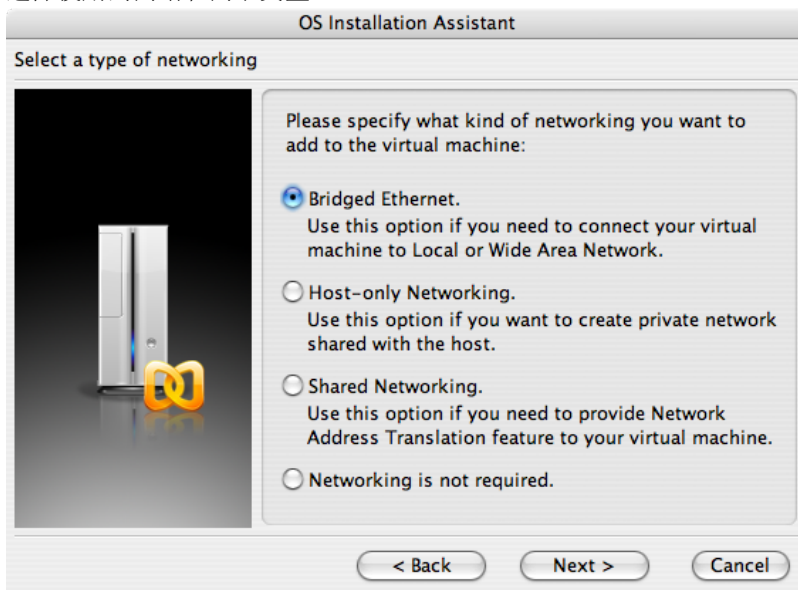 OS Installation Assistant
Select a type of networking
Please specify what kind of networking you want to
add to the virtual machine:
Bridged Ethernet.
Use this option if you need to connect your virtual
machine to Local or Wide Area Network.
Host-only Networking.
Use this option if you want to create private network
shared with the host.
Shared Networking.
Use this option if you need to provide Network
Address Translation feature to your virtual machine.
Networking is not required.
< Back
Next >
Cancel